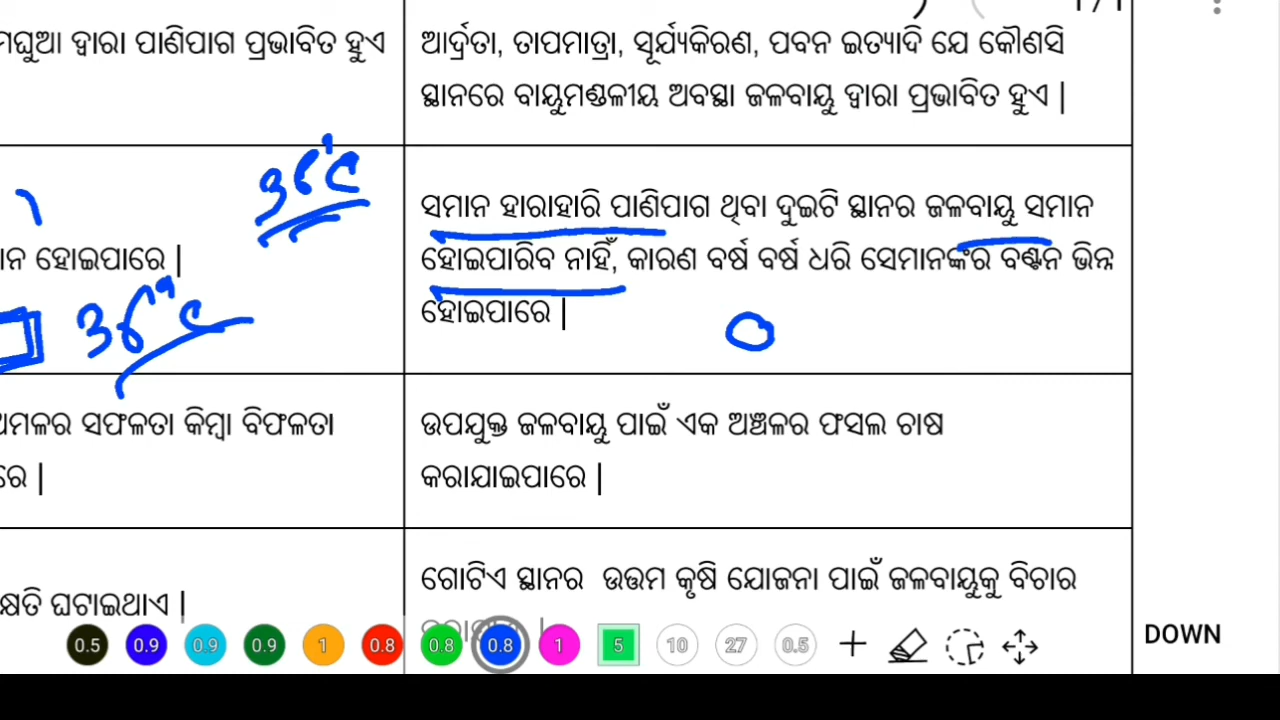 ଦ୍ୱାରା ପାଣିପାଗ ପ୍ରଭାବିତ ହୁଏ
ଆର୍ଦ୍ରତା, ତାପମାତ୍ରା, ସୂର୍ଯ୍ୟକିରଣ, ପବନ ଇତ୍ୟାଦି ଯେ କୌଣସି
ସ୍ଥାନରେ ବାୟୁମଣ୍ଡଳୀୟ ଅବସ୍ଥା ଜଳବାୟୁ ଦ୍ୱାରା ପ୍ରଭାବିତ ହୁଏ |
36°C
ହୋଇପାରେ |
36°C
ସମାନ ହାରାହାରି ପାଣିପାଗ ଥିବା ଦୁଇଟି ସ୍ଥାନର ଜଳବାୟୁ ସମାନ
ହୋଇପାରିବ ନାହିଁ, କାରଣ ବର୍ଷ ବର୍ଷ ଧରି ସେମାନଙ୍କର ବଣ୍ଟନ ଭିନ୍ନ
ହୋଇପାରେ |
ସଫଳତା କିମ୍ବା ବିଫଳତା
ରେ |
ଉପଯୁକ୍ତ ଜଳବାୟୁ ପାଇଁ ଏକ ଅଞ୍ଚଳର ଫସଲ ଚାଷ
କରାଯାଇପାରେ |
କ୍ଷତି ଘଟାଇଥାଏ |
ଗୋଟିଏ ସ୍ଥାନର ଉତ୍ତମ କୃଷି ଯୋଜନା ପାଇଁ ଜଳବାୟୁକୁ ବିଚାର
0.5 0.9 0.9 0.9 1 0.8 0.8 0.8 1 5 10 27 0.5
DOWN